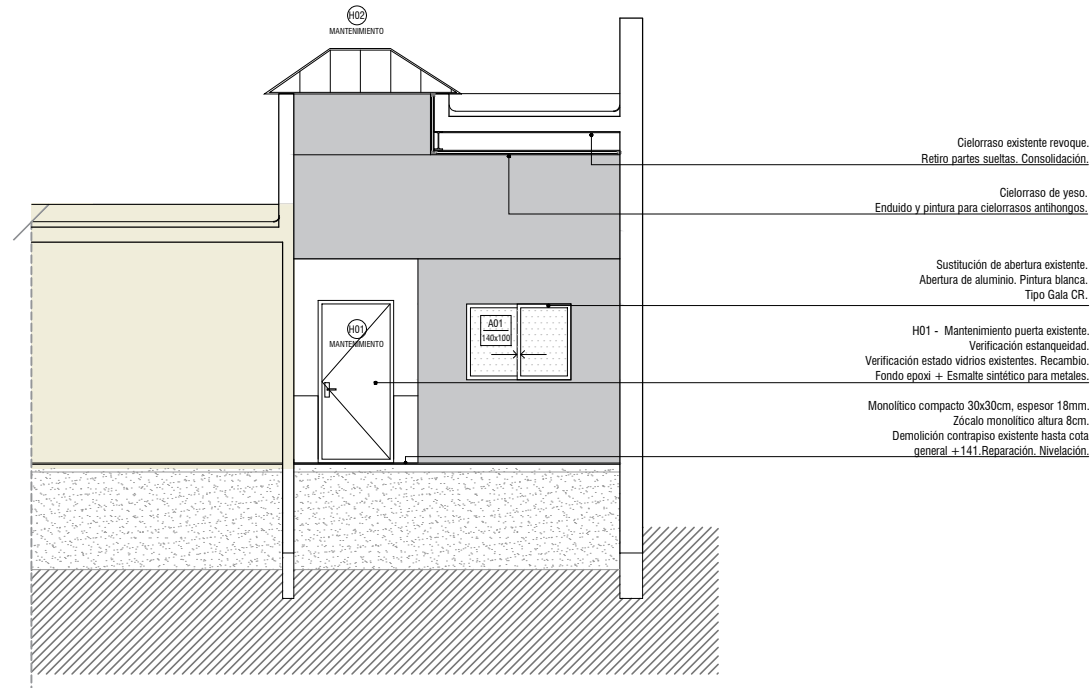 H02
MANTENIMIENTO
Cielorraso existente revoque.
Retiro partes sueltas. Consolidación.
Cielorraso de yeso.
Enduido y pintura para cielorrasos antihongos.
Sustitución de abertura existente.
Abertura de aluminio. Pintura blanca.
Tipo Gala CR.
H01
MANTENIMIENTO
A01
140x100
H01 - Mantenimiento puerta existente.
Verificación estanqueidad.
Verificación estado vidrios existentes. Recambio.
Fondo epoxi + Esmalte sintético para metales.
Monolítico compacto 30x30cm, espesor 18mm.
Zócalo monolítico altura 8cm.
Demolición contrapiso existente hasta cota
general +141.Reparación. Nivelación.